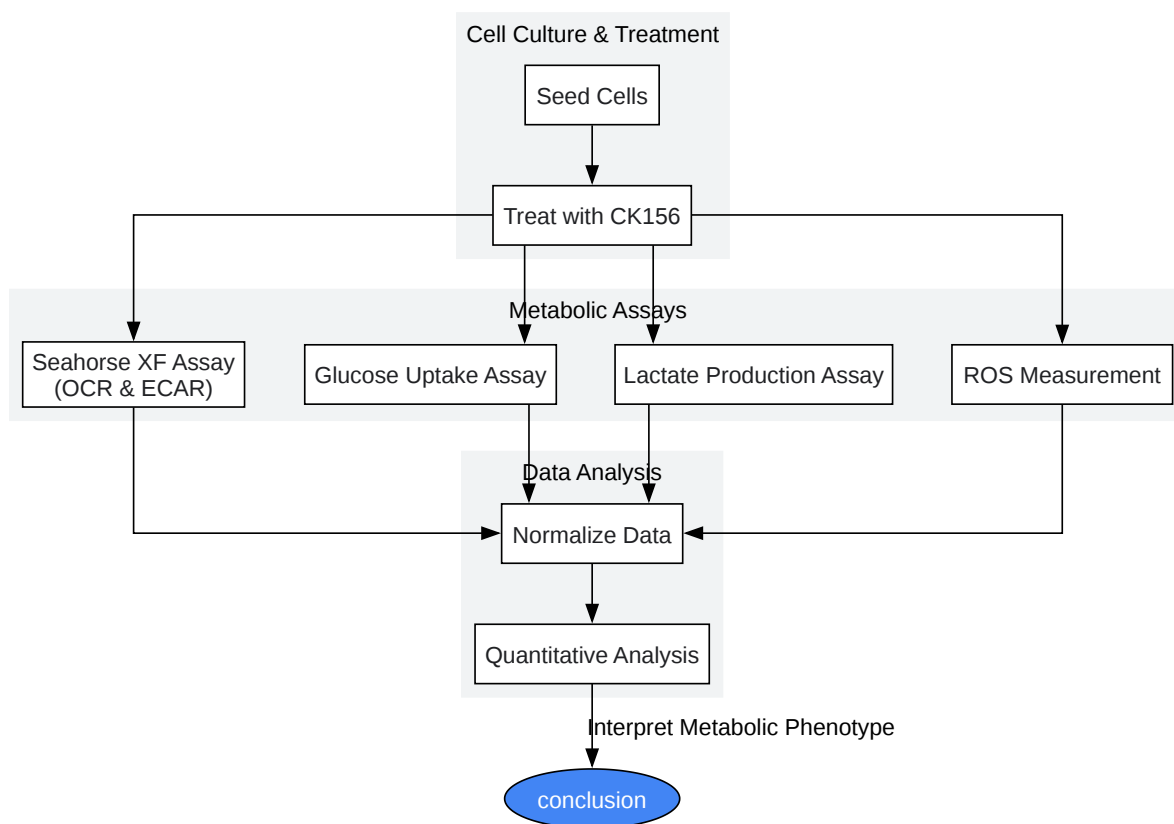 Cell Culture & Treatment
Seed Cells
Treat with CK156
Metabolic Assays
Seahorse XF Assay
(OCR & ECAR)
Glucose Uptake Assay
Lactate Production Assay
ROS Measurement
Data Analysis
Normalize Data
Quantitative Analysis
Interpret Metabolic Phenotype
conclusion